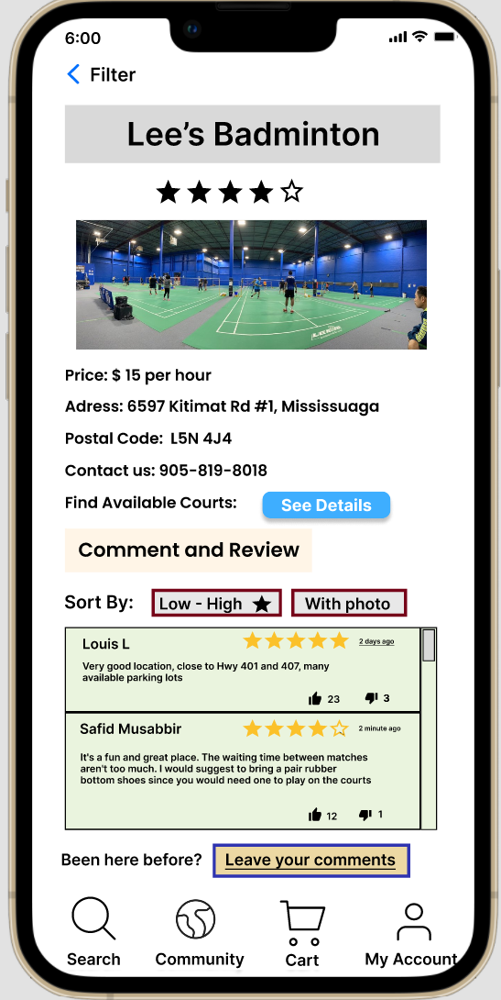 6:00
Filter
Lee's Badminton
Price: $ 15 per hour
Adress: 6597 Kitimat Rd #1, Mississuaga
Postal Code: L5N 4J4
Contact us: 905-819-8018
Find Available Courts: See Details
Comment and Review
Sort By: Low - High With photo
Louis L 2 days ago
Very good location, close to Hwy 401 and 407, many
available parking lots
23 3
Safid Musabbir 2 minute ago
It's a fun and great place. The waiting time between matches
aren't too much. I would suggest to bring a pair rubber
bottom shoes since you would need one to play on the courts
12 1
Been here before? Leave your comments
Search Community Cart My Account